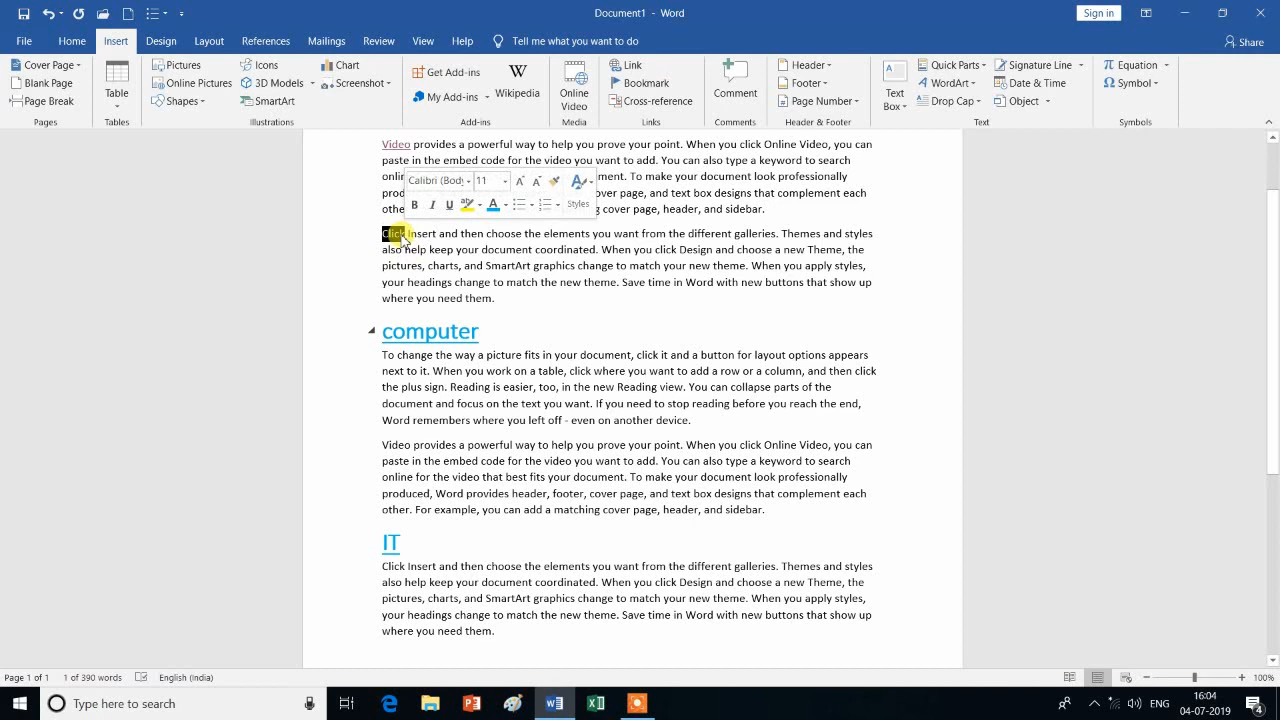 Document1 - Word
Sign in
File Home Insert Design Layout References Mailings Review View Help Tell me what you want to do Share
Cover Page
Blank Page
Page Break
Pages
Table
Tables
Pictures
Online Pictures
Shapes
Icons
3D Models
SmartArt
Chart
Screenshot
Illustrations
Get Add-ins
My Add-ins
Wikipedia
Add-ins
Online
Video
Media
Link
Bookmark
Cross-reference
Links
Comment
Comments
Header
Footer
Page Number
Header & Footer
Text
Box
Quick Parts
WordArt
Drop Cap
Signature Line
Date & Time
Object
Text
Equation
Symbol
Symbols
Video provides a powerful way to help you prove your point. When you click Online Video, you can
paste in the embed code for the video you want to add. You can also type a keyword to search
onlin ment. To make your document look professionally
prod cover page, and text box designs that complement each
othe g cover page, header, and sidebar.
Calibri (Body 11
B I U Styles
Click Insert and then choose the elements you want from the different galleries. Themes and styles
also help keep your document coordinated. When you click Design and choose a new Theme, the
pictures, charts, and SmartArt graphics change to match your new theme. When you apply styles,
your headings change to match the new theme. Save time in Word with new buttons that show up
where you need them.
computer
To change the way a picture fits in your document, click it and a button for layout options appears
next to it. When you work on a table, click where you want to add a row or a column, and then click
the plus sign. Reading is easier, too, in the new Reading view. You can collapse parts of the
document and focus on the text you want. If you need to stop reading before you reach the end,
Word remembers where you left off - even on another device.
Video provides a powerful way to help you prove your point. When you click Online Video, you can
paste in the embed code for the video you want to add. You can also type a keyword to search
online for the video that best fits your document. To make your document look professionally
produced, Word provides header, footer, cover page, and text box designs that complement each
other. For example, you can add a matching cover page, header, and sidebar.
IT
Click Insert and then choose the elements you want from the different galleries. Themes and styles
also help keep your document coordinated. When you click Design and choose a new Theme, the
pictures, charts, and SmartArt graphics change to match your new theme. When you apply styles,
your headings change to match the new theme. Save time in Word with new buttons that show up
where you need them.
Page 1 of 1 1 of 390 words English (India) 100%
Type here to search
ENG
16:04
04-07-2019
4